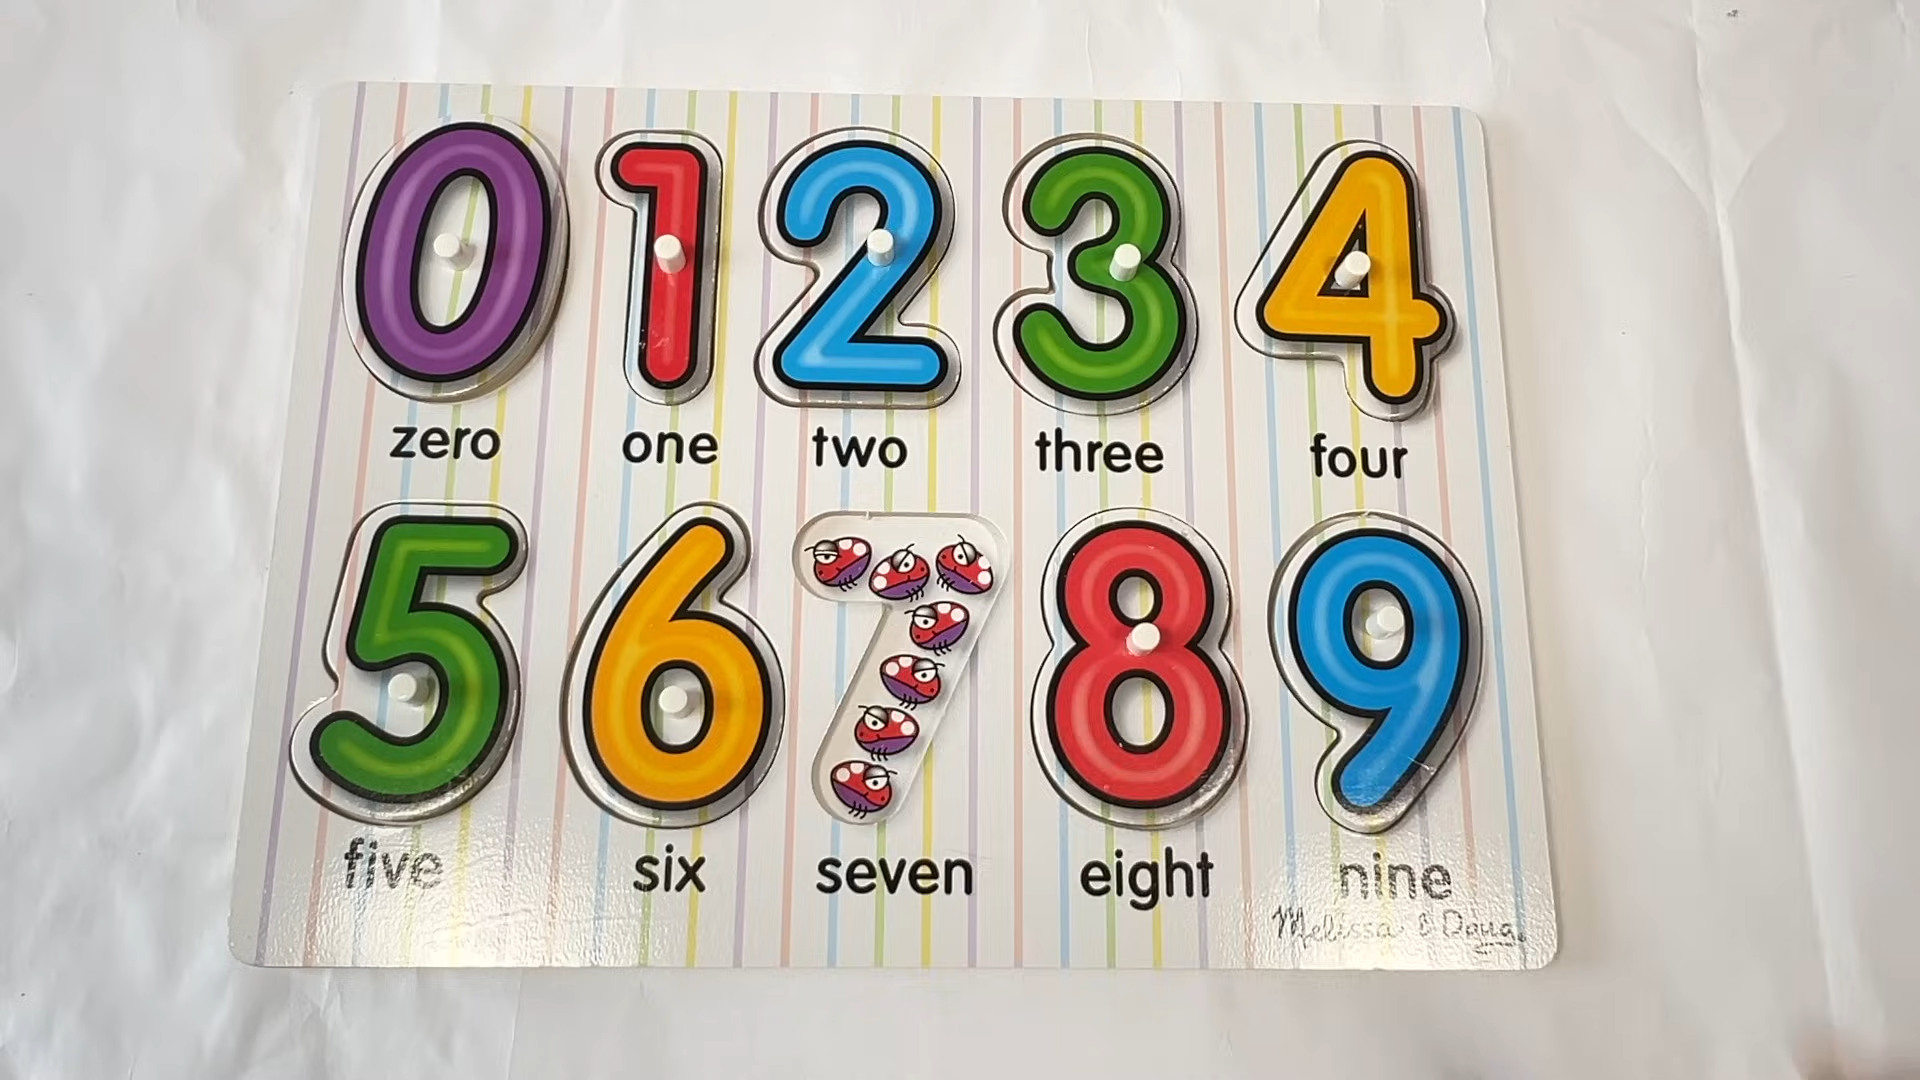 0 1 2 3 4
zero one two three four
5 6 8 9
five six seven eight nine
Melissa & Doug